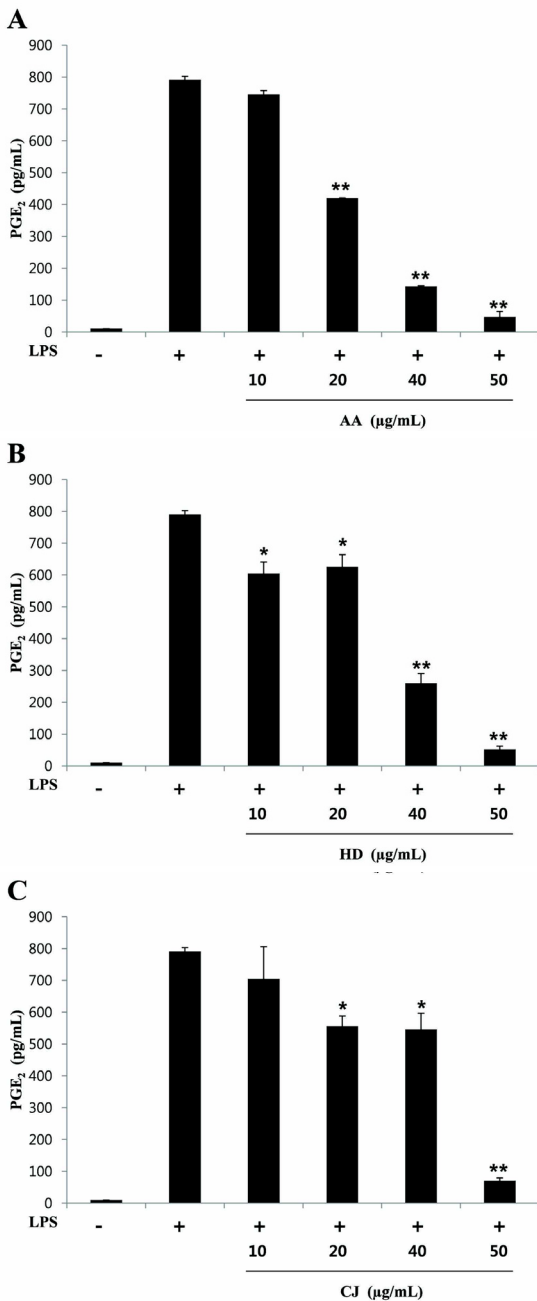 A
900
800
700
600
500
400
300
200
100
0
PGE2 (pg/mL)
**
**
**
LPS - + + + + +
10 20 40 50
AA (µg/mL)
B
900
800
700
600
500
400
300
200
100
0
PGE2 (pg/mL)
*
*
**
**
LPS - + + + + +
10 20 40 50
HD (µg/mL)
C
900
800
700
600
500
400
300
200
100
0
PGE2 (pg/mL)
*
*
**
LPS - + + + + +
10 20 40 50
CJ (µg/mL)